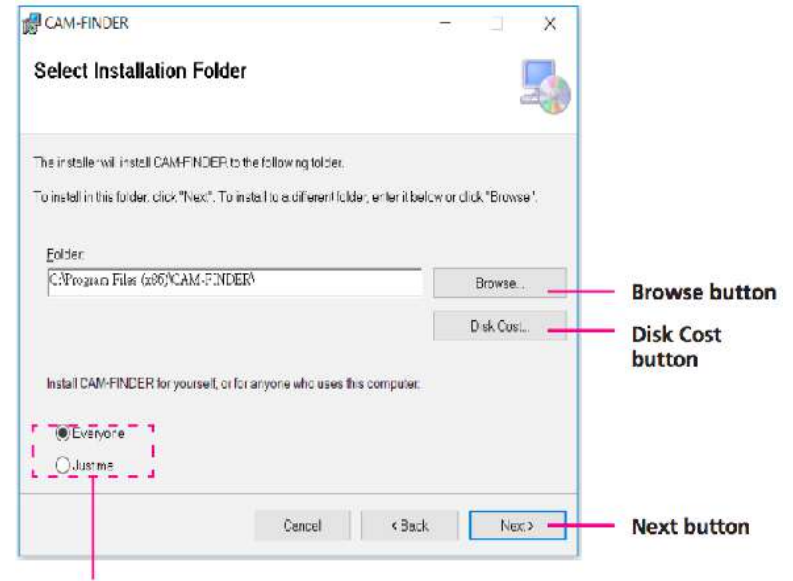 CAM-FINDER
Select Installation Folder
The installer will install CAM-FINDER to the following folder.
To install in this folder, click "Next". To install to a different folder, enter it below or click "Browse".
Folder:
C:\Program Files (x86)\CAM-FINDER\
Browse...
Browse button
Disk Cost...
Disk Cost
button
Install CAM-FINDER for yourself, or for anyone who uses this computer:
Everyone
Just me
Cancel
< Back
Next >
Next button